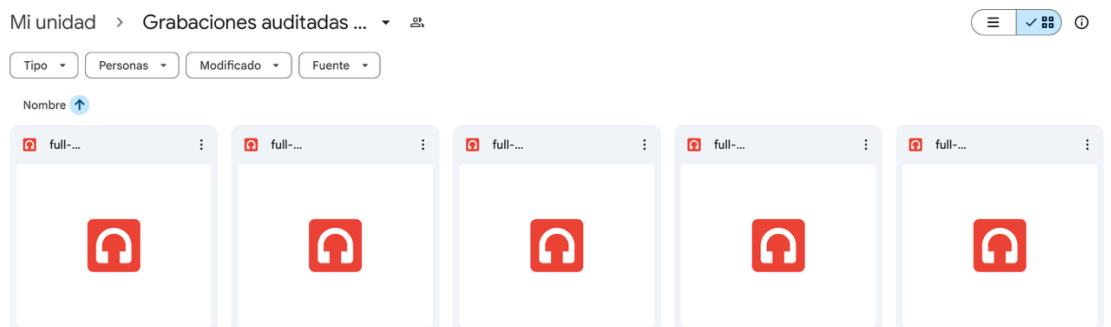 Mi unidad > Grabaciones auditadas ...
Tipo Personas Modificado Fuente
Nombre
full-... full-... full-... full-... full-...